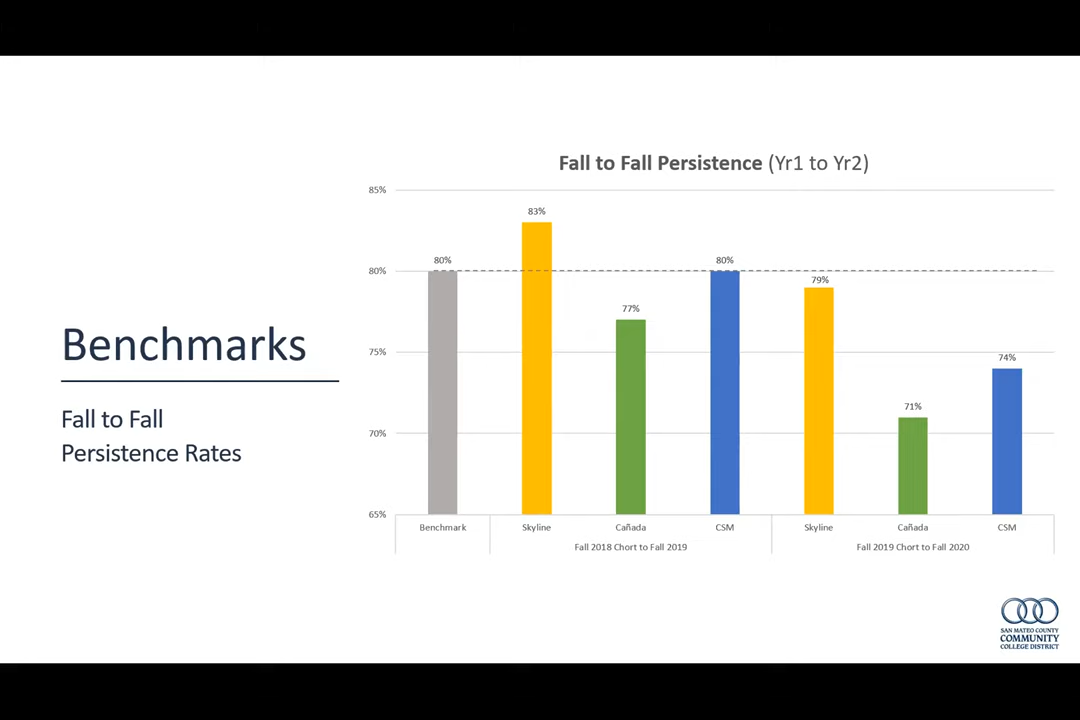 Benchmarks
Fall to Fall
Persistence Rates
Fall to Fall Persistence (Yr1 to Yr2)
85%
80%
75%
70%
65%
80%
83%
77%
80%
79%
71%
74%
Benchmark
Skyline
Cañada
CSM
Skyline
Cañada
CSM
Fall 2018 Chort to Fall 2019
Fall 2019 Chort to Fall 2020
SAN MATEO COUNTY
COMMUNITY
COLLEGE DISTRICT